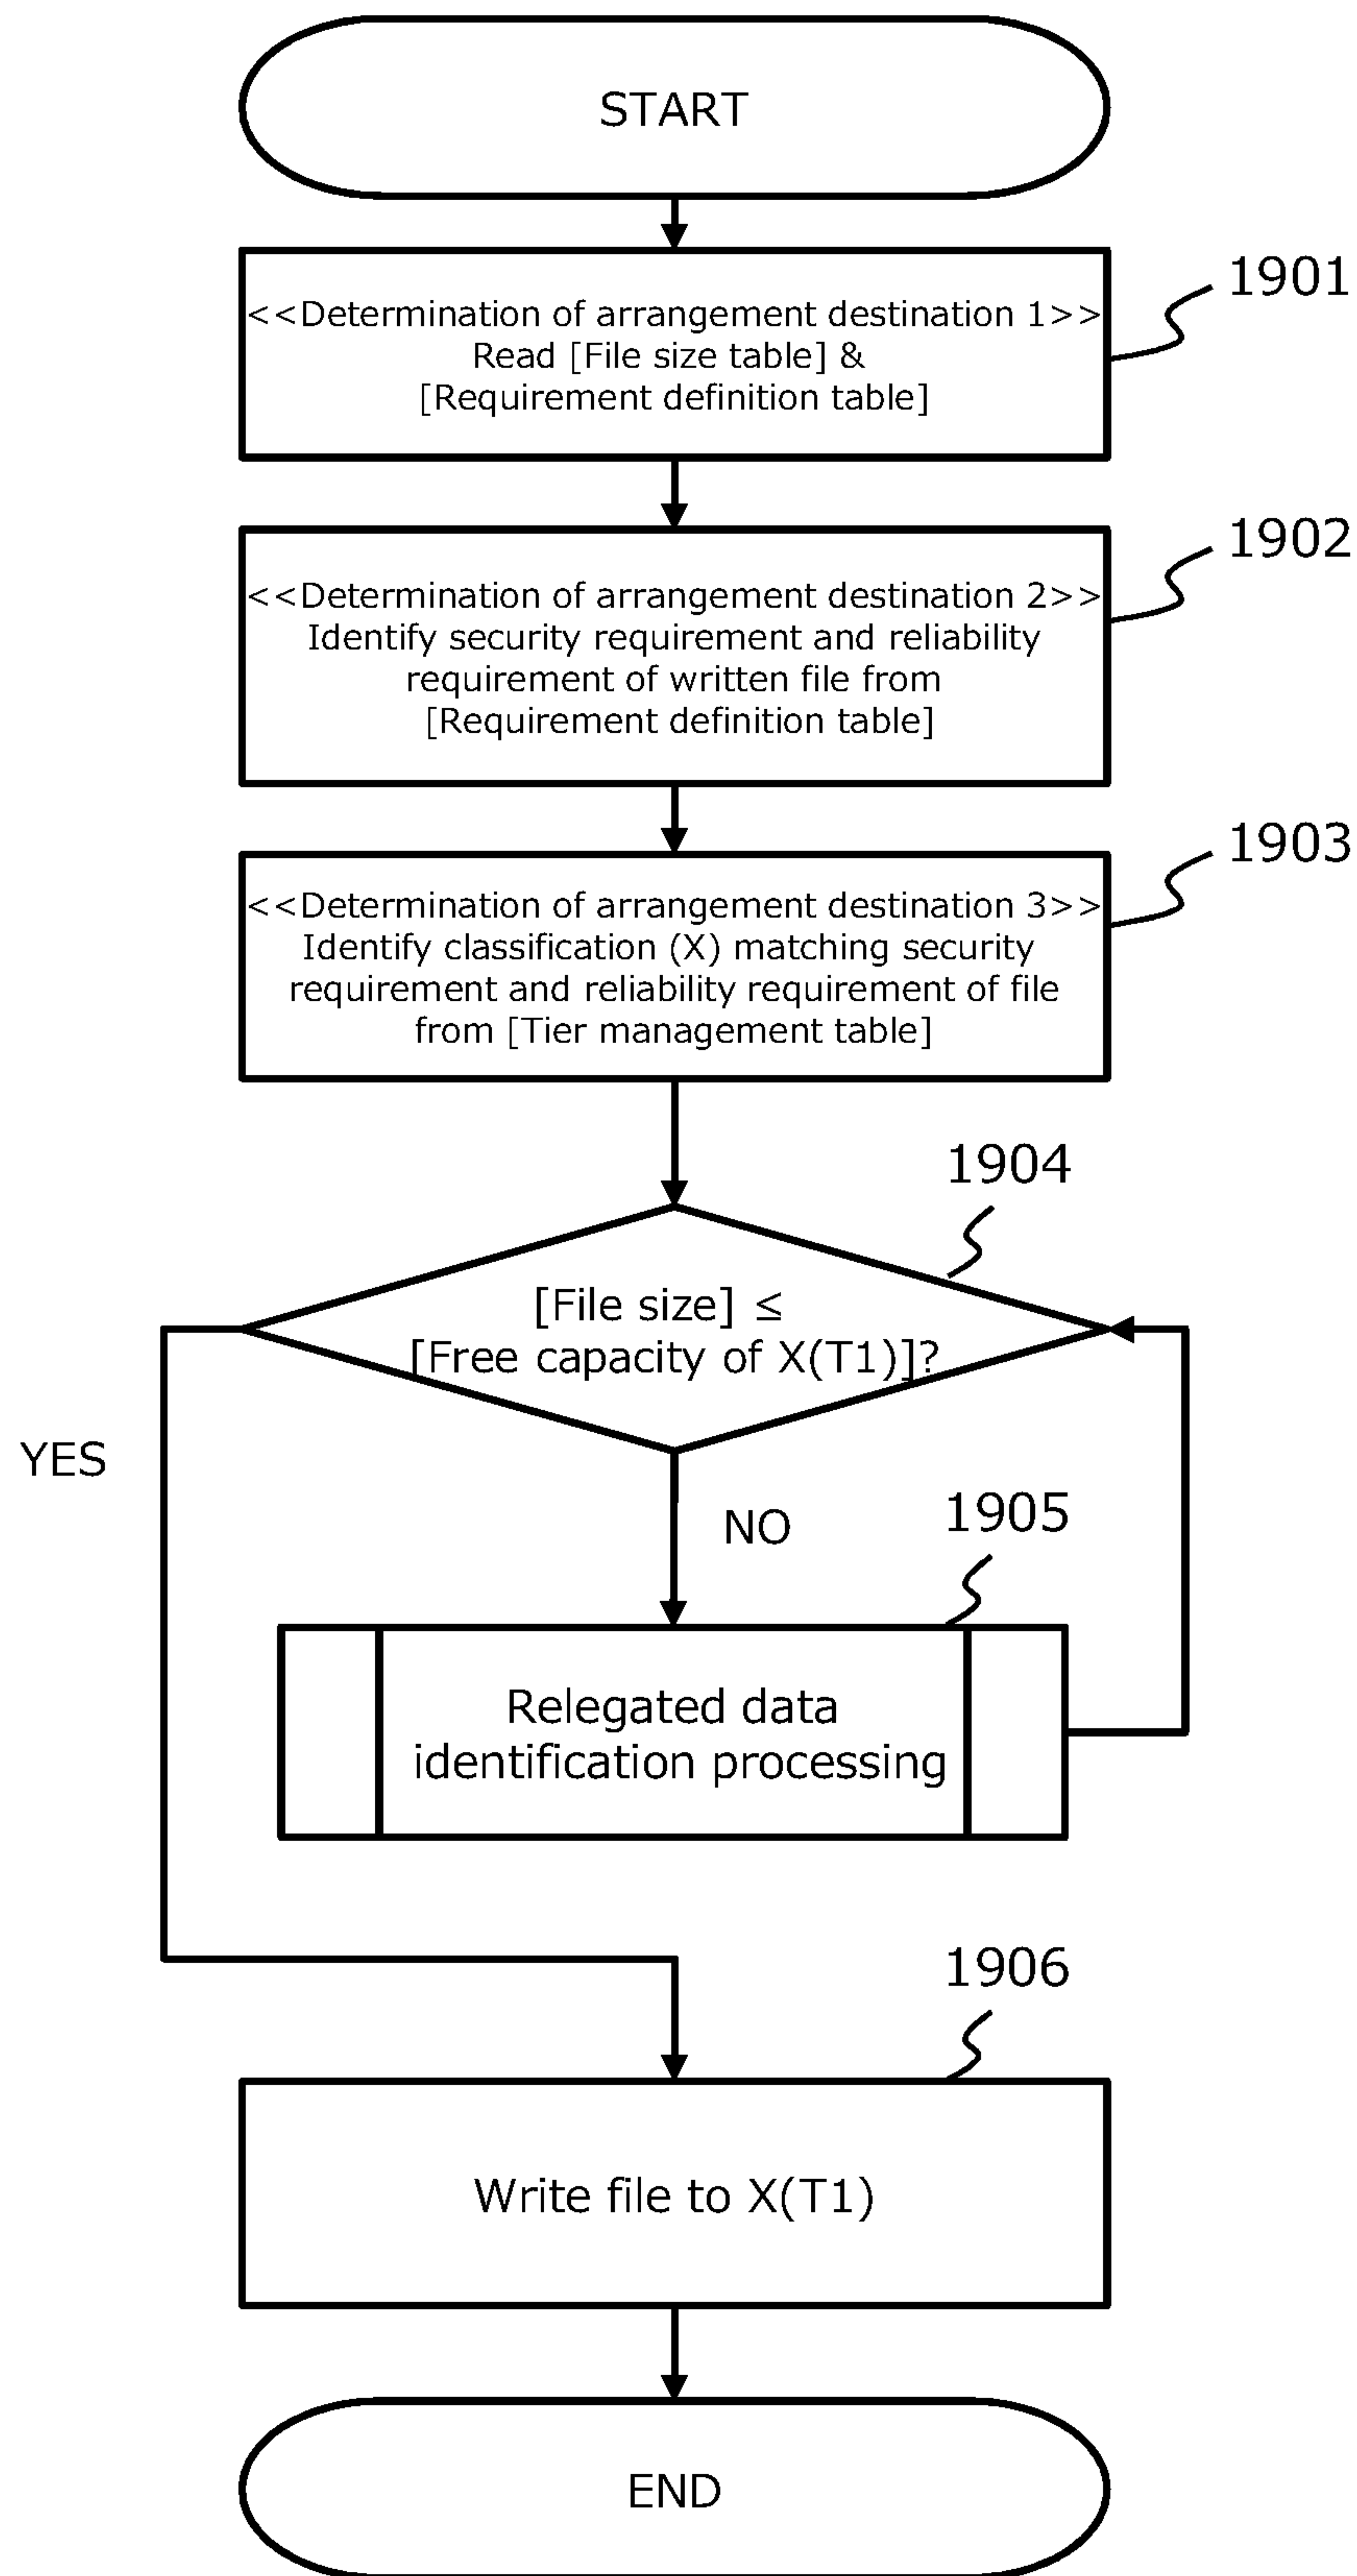 START
1901
<<Determination of arrangement destination 1>>
Read [File size table] &
[Requirement definition table]
1902
<<Determination of arrangement destination 2>>
Identify security requirement and reliability
requirement of written file from
[Requirement definition table]
1903
<<Determination of arrangement destination 3>>
Identify classification (X) matching security
requirement and reliability requirement of file
from [Tier management table]
1904
[File size] ≤
[Free capacity of X(T1)]?
YES
NO
1905
Relegated data
identification processing
1906
Write file to X(T1)
END